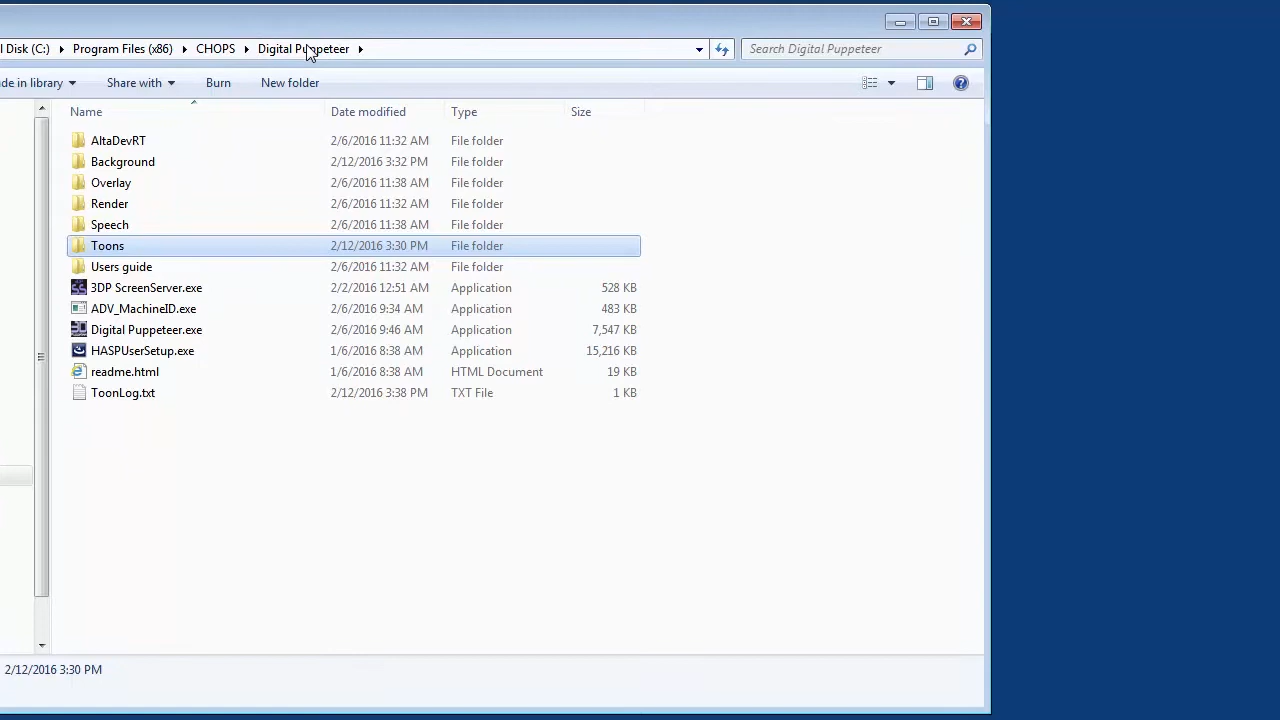 l Disk (C:) Program Files (x86) CHOPS Digital Puppeteer Search Digital Puppeteer
de in library Share with Burn New folder
Name Date modified Type Size
AltaDevRT 2/6/2016 11:32 AM File folder
Background 2/12/2016 3:32 PM File folder
Overlay 2/6/2016 11:38 AM File folder
Render 2/6/2016 11:32 AM File folder
Speech 2/6/2016 11:38 AM File folder
Toons 2/12/2016 3:30 PM File folder
Users guide 2/6/2016 11:32 AM File folder
3DP ScreenServer.exe 2/2/2016 12:51 AM Application 528 KB
ADV_MachineID.exe 2/6/2016 9:34 AM Application 483 KB
Digital Puppeteer.exe 2/6/2016 9:46 AM Application 7,547 KB
HASPUserSetup.exe 1/6/2016 8:38 AM Application 15,216 KB
readme.html 1/6/2016 8:38 AM HTML Document 19 KB
ToonLog.txt 2/12/2016 3:38 PM TXT File 1 KB
2/12/2016 3:30 PM